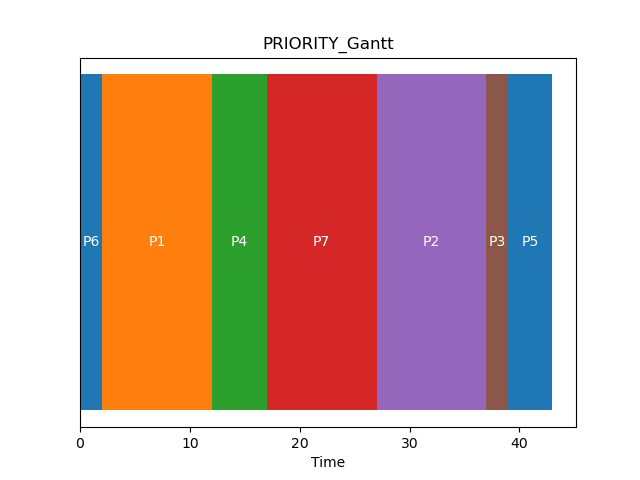 PRIORITY_Gantt
P6 P1 P4 P7 P2 P3 P5
0 10 20 30 40
Time